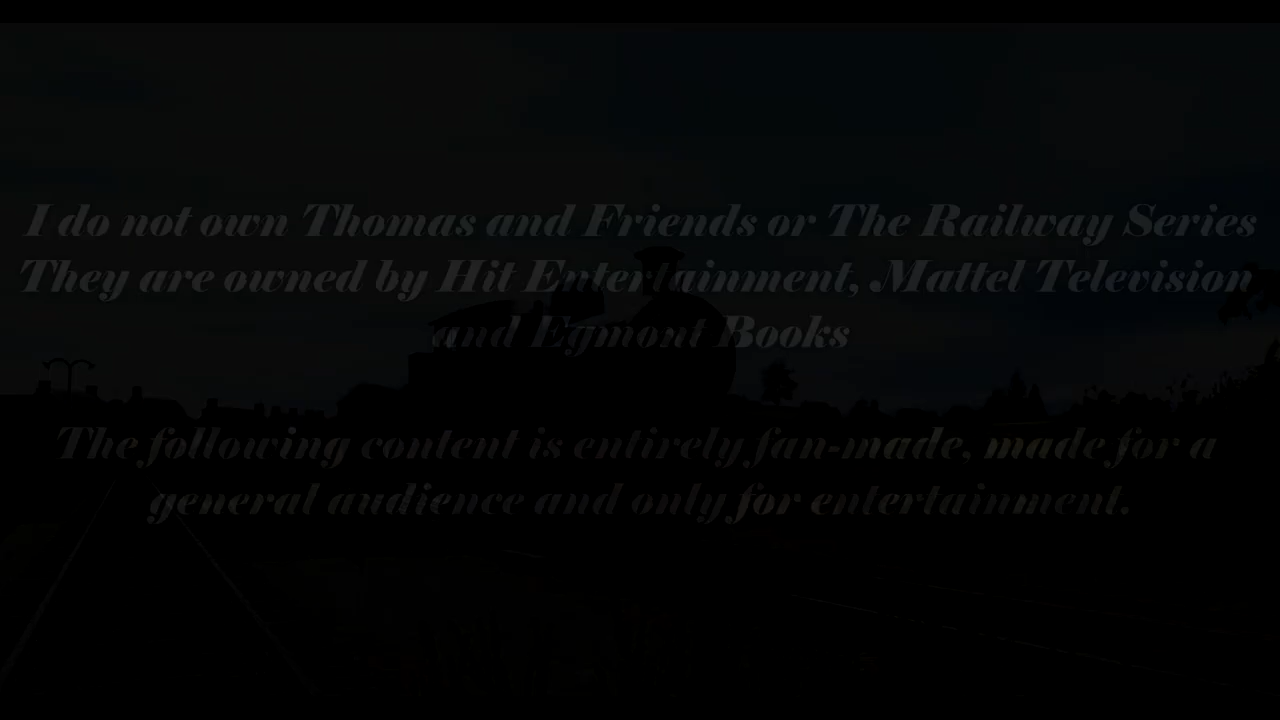 I do not own Thomas and Friends or The Railway Series
They are owned by Hit Entertainment, Mattel Television
and Egmont Books
The following content is entirely fan-made, made for a
general audience and only for entertainment.